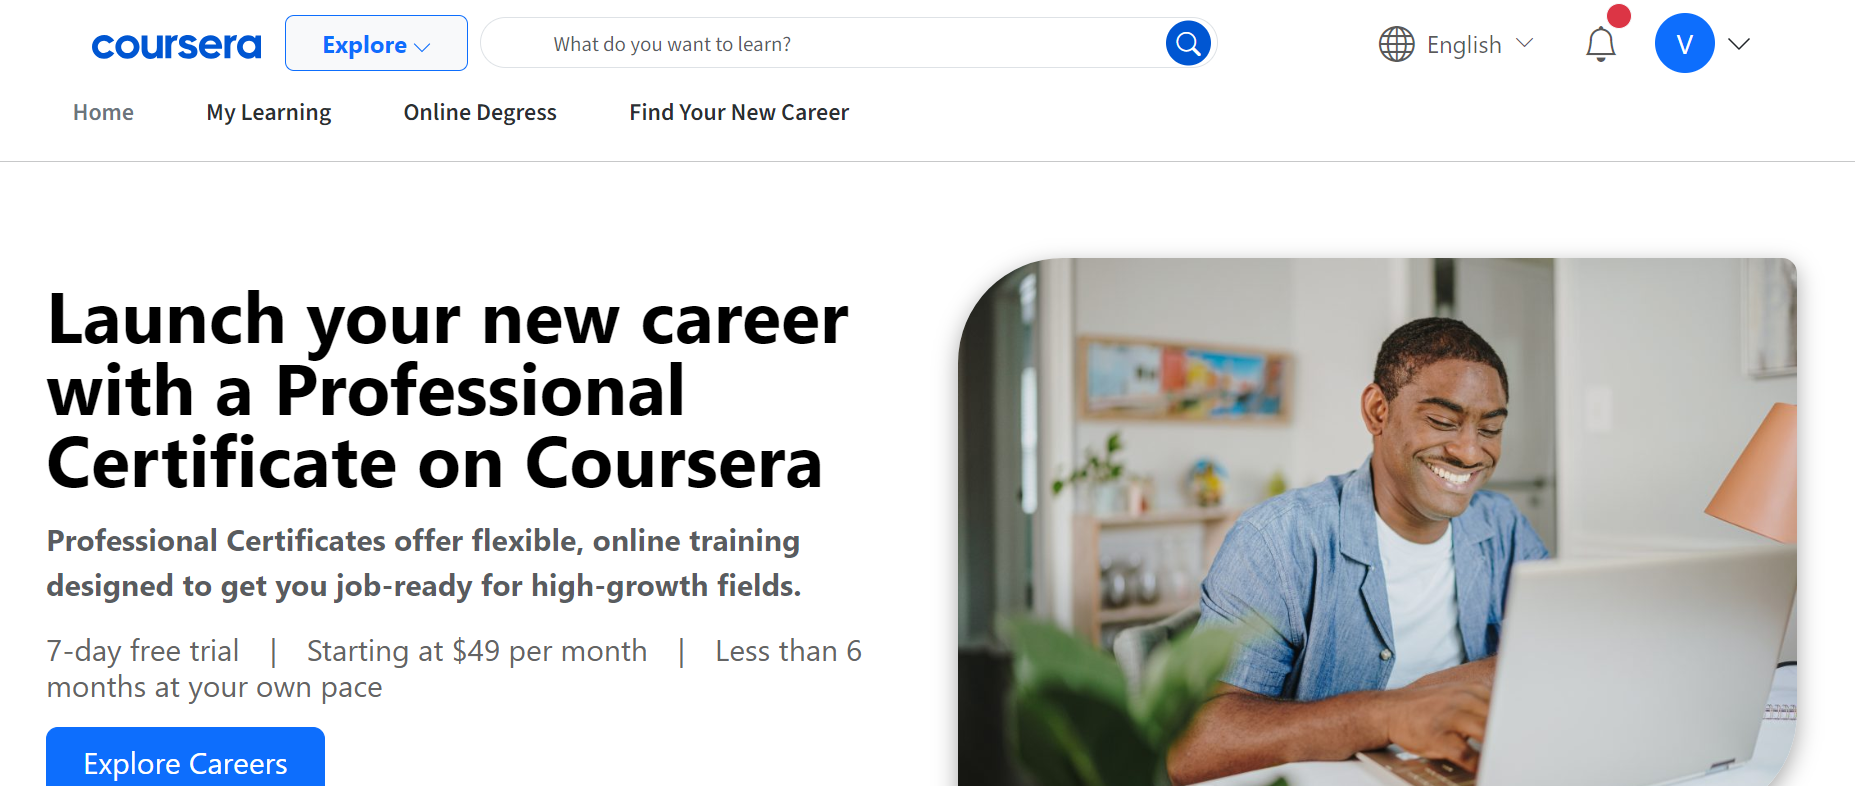 coursera Explore What do you want to learn? English V
Home My Learning Online Degress Find Your New Career
Launch your new career
with a Professional
Certificate on Coursera
Professional Certificates offer flexible, online training
designed to get you job-ready for high-growth fields.
7-day free trial | Starting at $49 per month | Less than 6
months at your own pace
Explore Careers